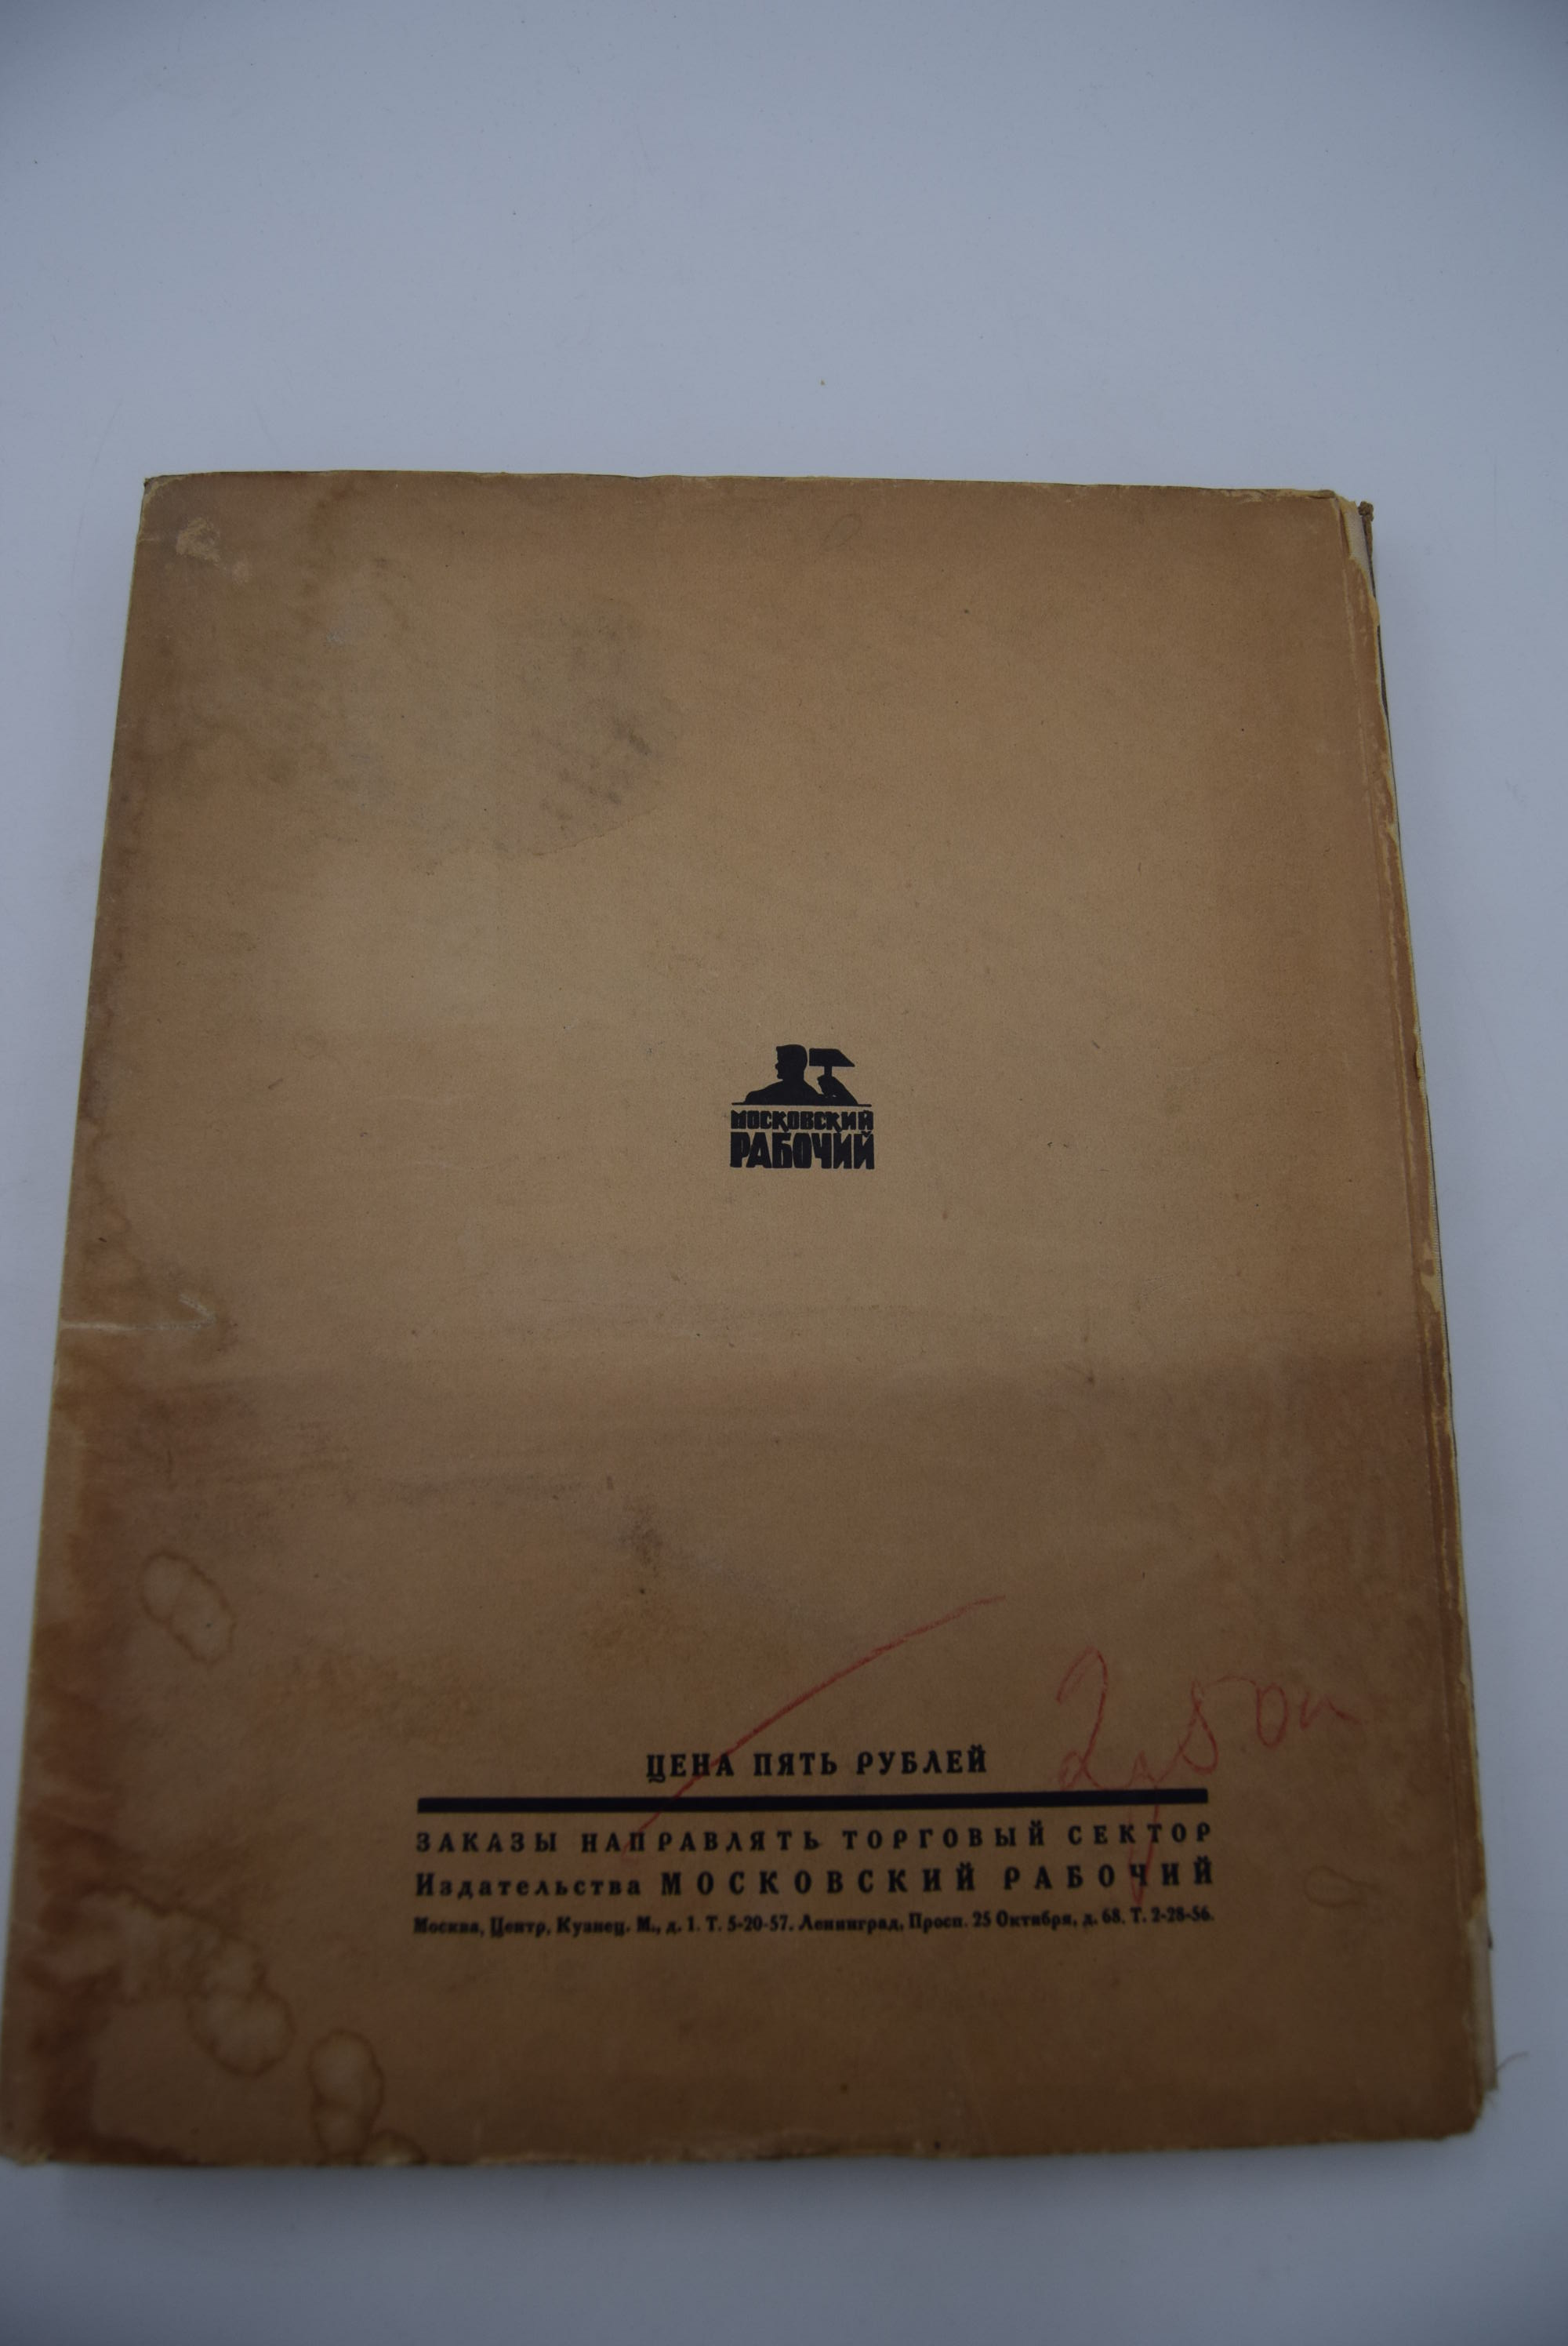 МОСКОВСКИЙ
РАБОЧИЙ
ЦЕНА ПЯТЬ РУБЛЕЙ
ЗАКАЗЫ НАПРАВЛЯТЬ ТОРГОВЫЙ СЕКТОР
Издательства МОСКОВСКИЙ РАБОЧИЙ
Москва, Центр, Кузнец. М., д. 1. Т. 5-20-57. Ленинград, Просп. 25 Октября, д. 68. Т. 2-28-56.